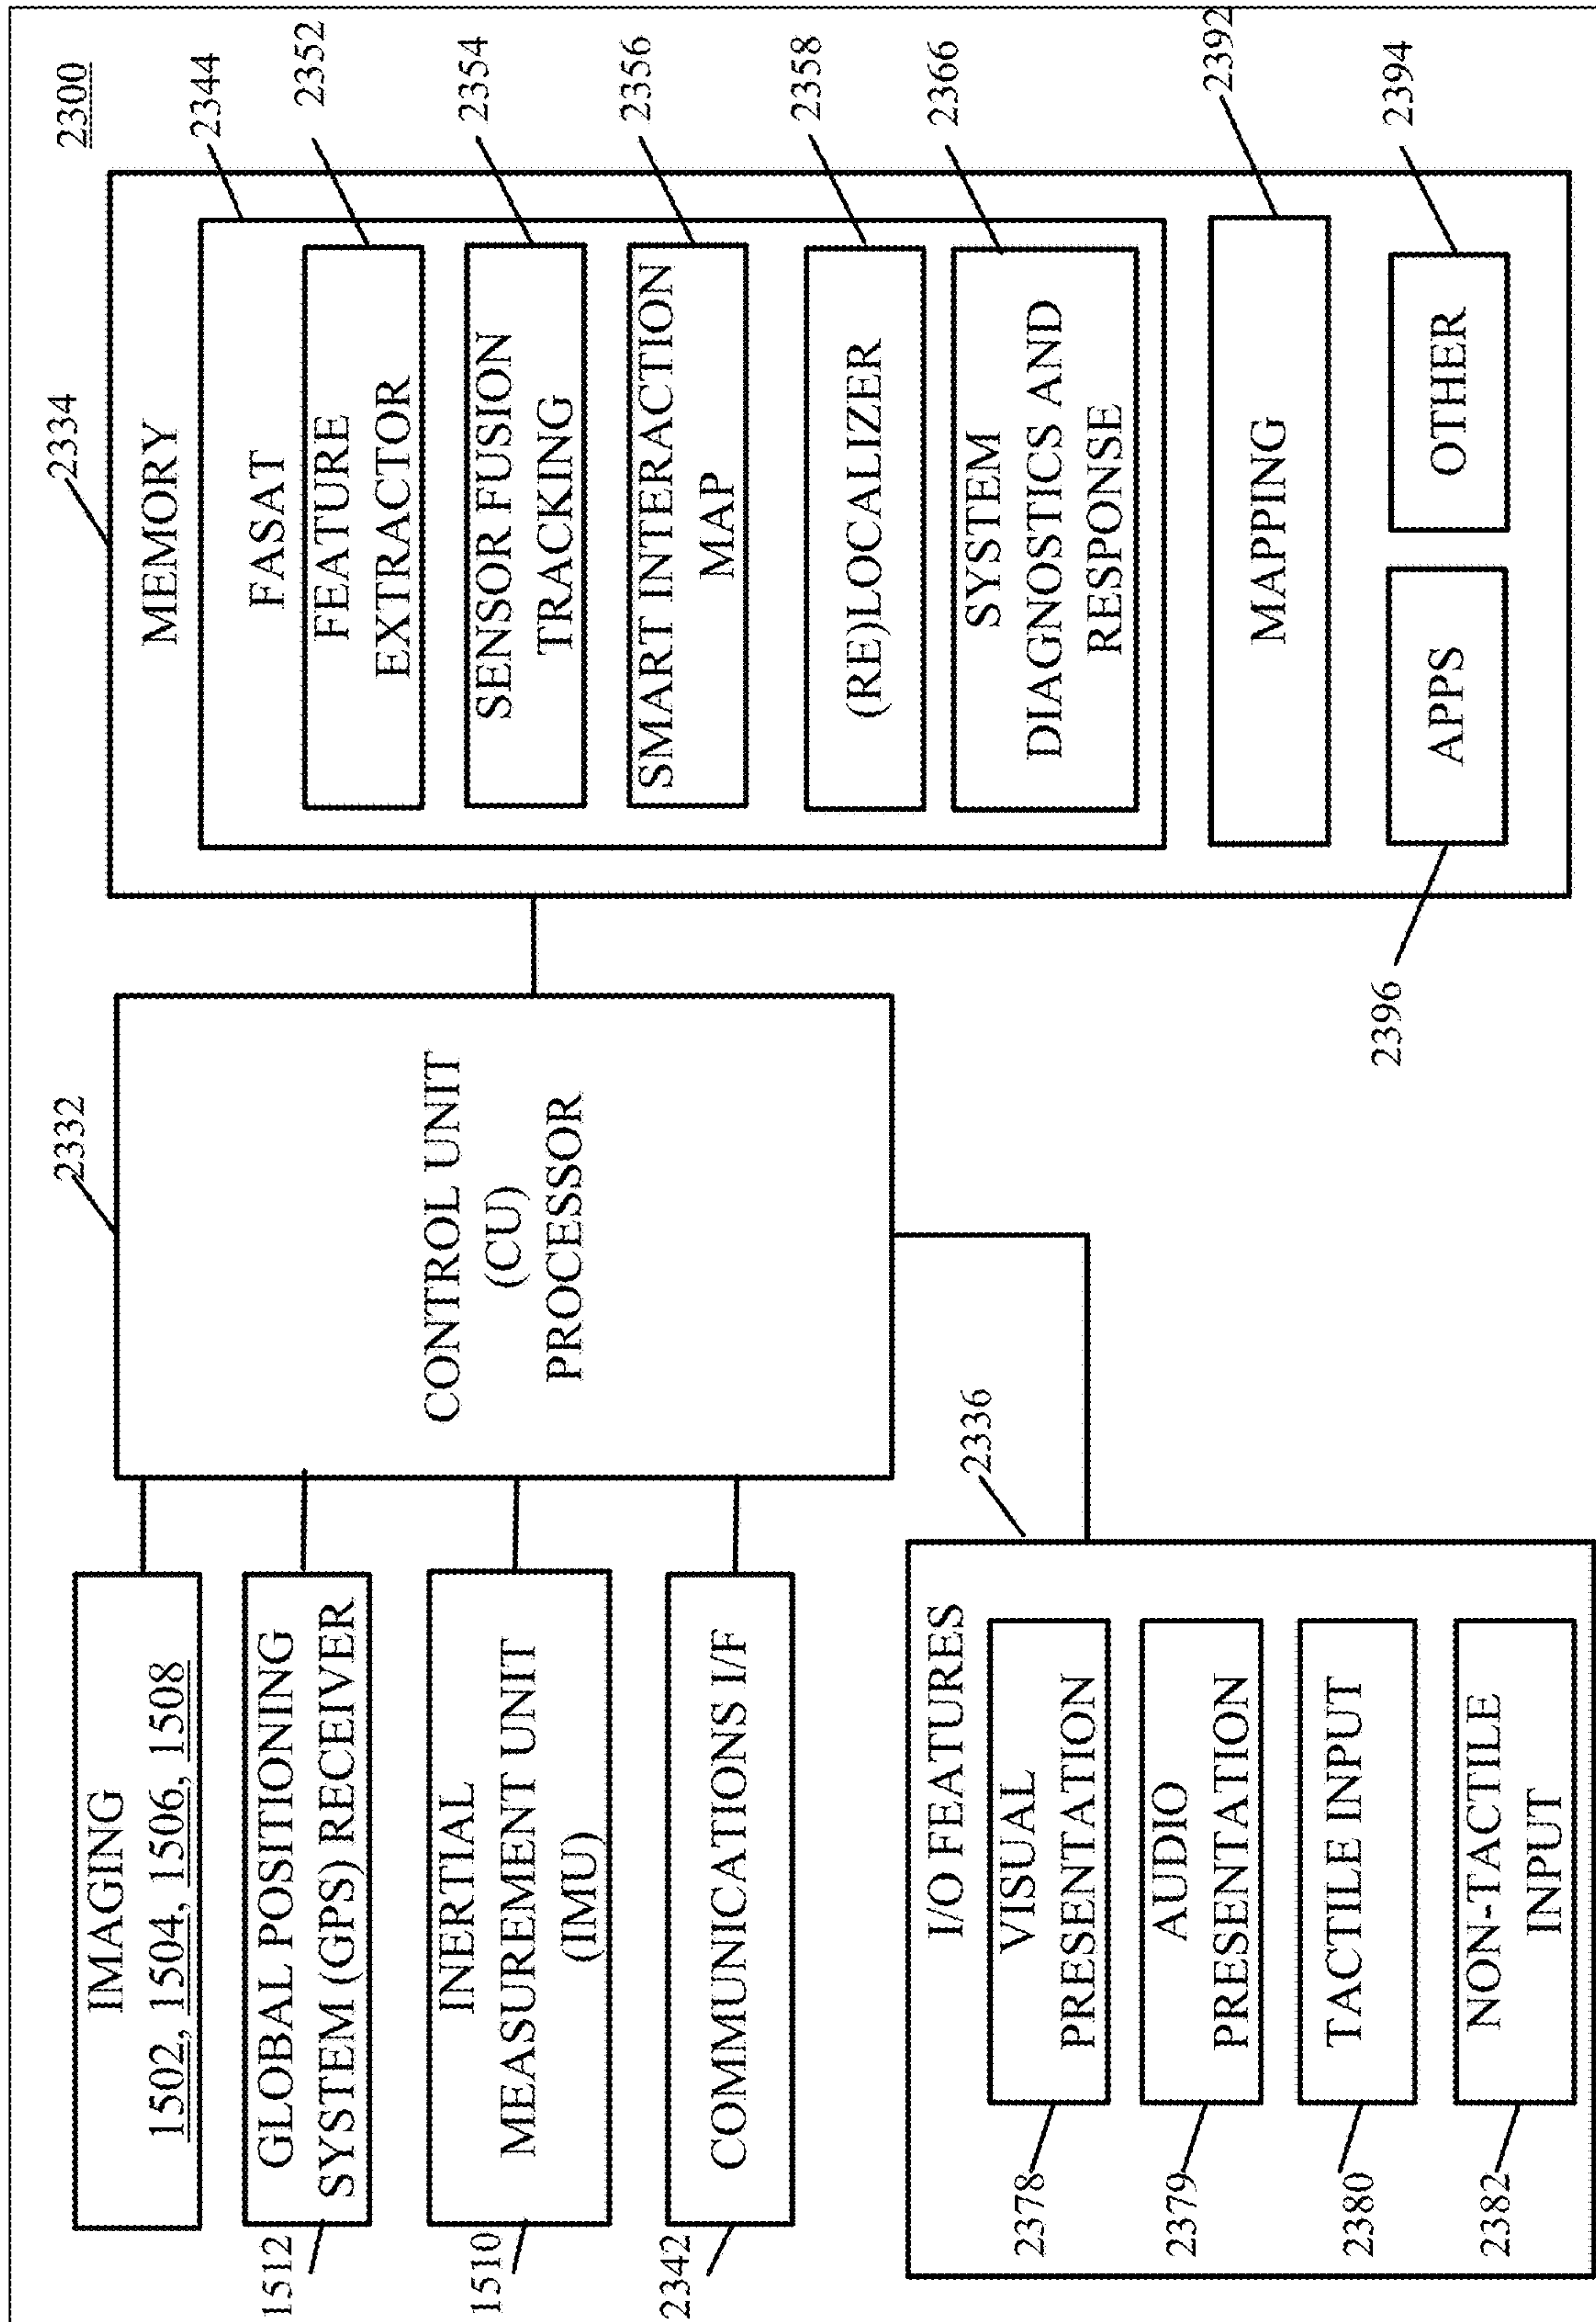 2300
IMAGING
1502, 1504, 1506, 1508
GLOBAL POSITIONING
SYSTEM (GPS) RECEIVER
1512
INERTIAL
MEASUREMENT UNIT
(IMU)
1510
COMMUNICATIONS I/F
2342
2332
CONTROL UNIT
(CU)
PROCESSOR
2334
MEMORY
2344
FASAT
FEATURE
EXTRACTOR
2352
SENSOR FUSION
TRACKING
2354
SMART INTERACTION
MAP
2356
(RE)LOCALIZER
2358
SYSTEM
DIAGNOSTICS AND
RESPONSE
2366
MAPPING
2392
APPS
2396
OTHER
2394
2336
I/O FEATURES
VISUAL
PRESENTATION
2378
AUDIO
PRESENTATION
2379
TACTILE INPUT
2380
NON-TACTILE
INPUT
2382